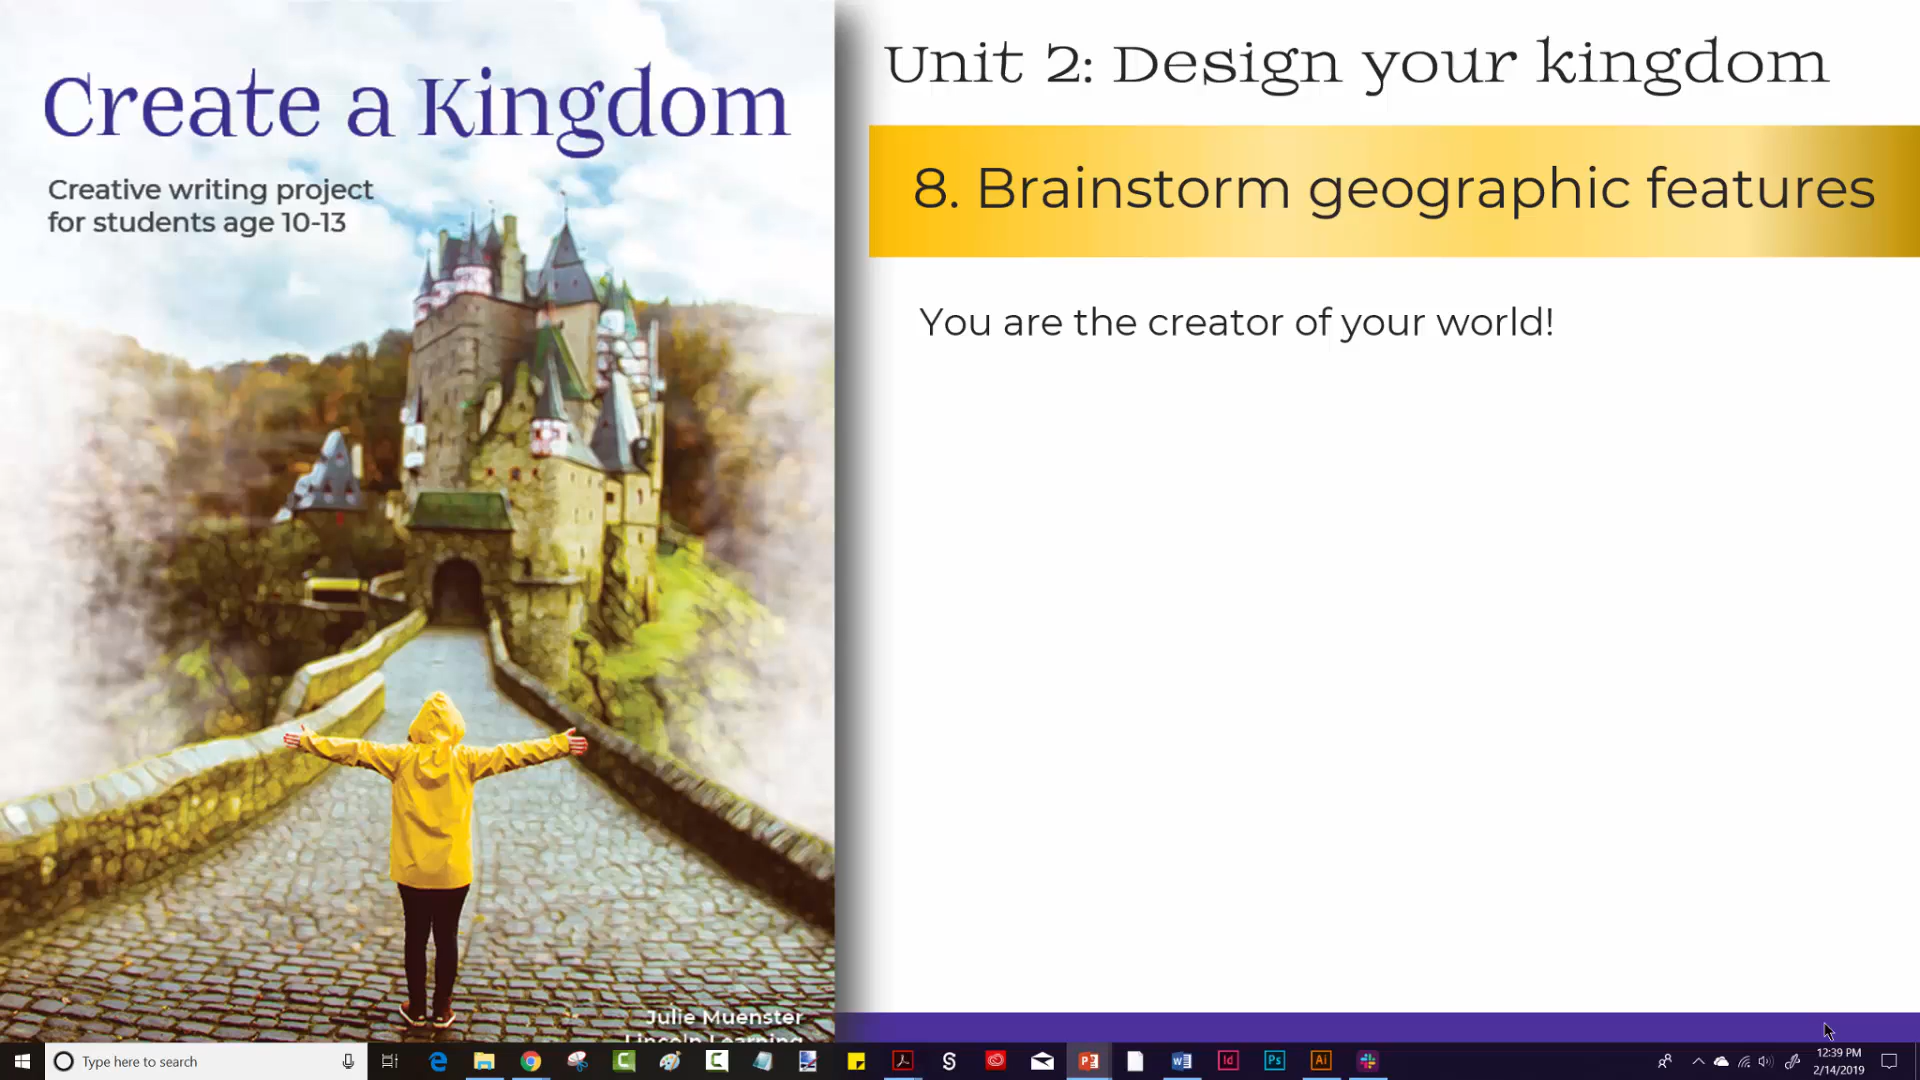 Create a Kingdom
Creative writing project
for students age 10-13
Julie Muenster
Lincoln Learning
Unit 2: Design your kingdom
8. Brainstorm geographic features
You are the creator of your world!
Type here to search
12:39 PM
2/14/2019